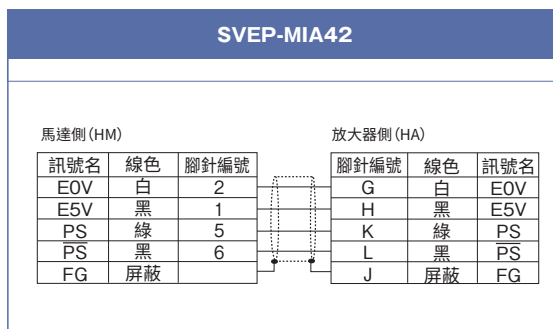 SVEP-MIA42
馬達側(HM)
放大器側(HA)
訊號名 線色 腳針編號 腳針編號 線色 訊號名
E0V 白 2 G 白 E0V
E5V 黑 1 H 黑 E5V
PS 綠 5 K 綠 PS
P̅S̅ 黑 6 L 黑 P̅S̅
FG 屏蔽 J 屏蔽 FG